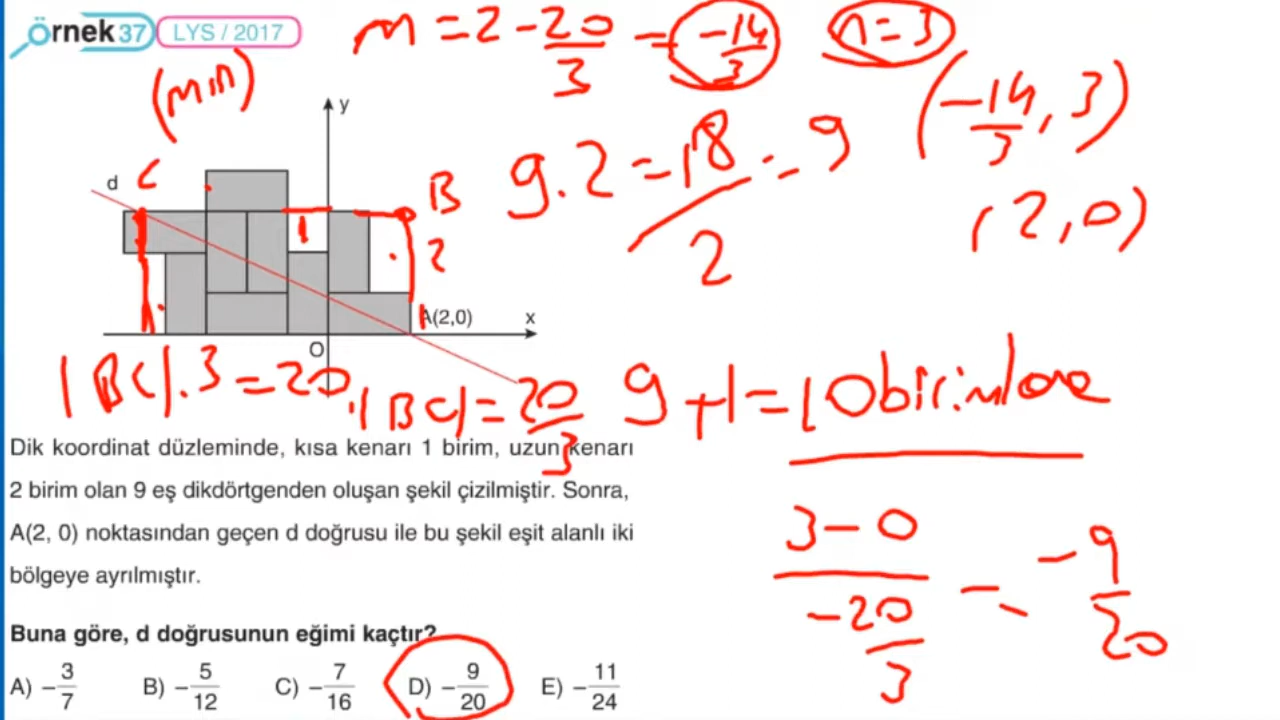 örnek 37 LYS / 2017
m = 2 - 20/3 = -14/3 n = 3
(m,n)
(-14/3, 3)
y
9.2 = 18/2 = 9
d C B
(2,0)
1 2
1 A(2,0) x
O
|BC|.3 = 20 |BC| = 20/3 9+1=10
Dik koordinat düzleminde, kısa kenarı 1 birim, uzun kenarı
2 birim olan 9 eş dikdörtgenden oluşan şekil çizilmiştir. Sonra,
A(2, 0) noktasından geçen d doğrusu ile bu şekil eşit alanlı iki
bölgeye ayrılmıştır.
3-0/-20/3 = -9/20
Buna göre, d doğrusunun eğimi kaçtır?
A) -3/7 B) -5/12 C) -7/16 D) -9/20 E) -11/24